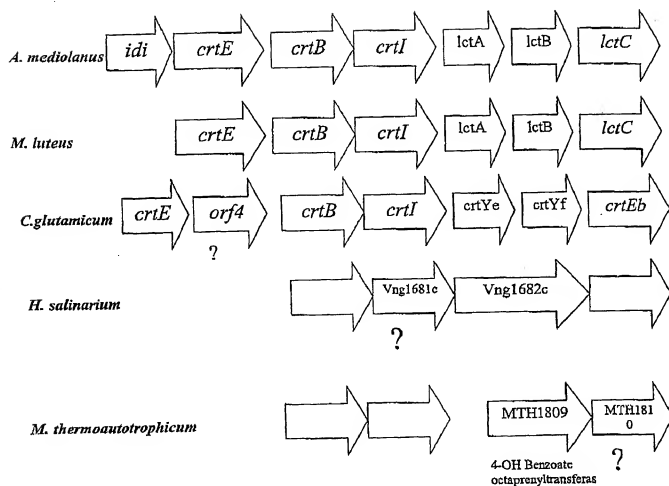 A. mediolanus idi crtE crtB crtI lctA lctB lctC
M. luteus crtE crtB crtI lctA lctB lctC
C.glutamicum crtE orf4 crtB crtI crtYe crtYf crtEb
?
H. salinarium Vng1681c Vng1682c
?
M. thermoautotrophicum MTH1809 MTH181
0
4-OH Benzoate
octaprenyltransferas
?